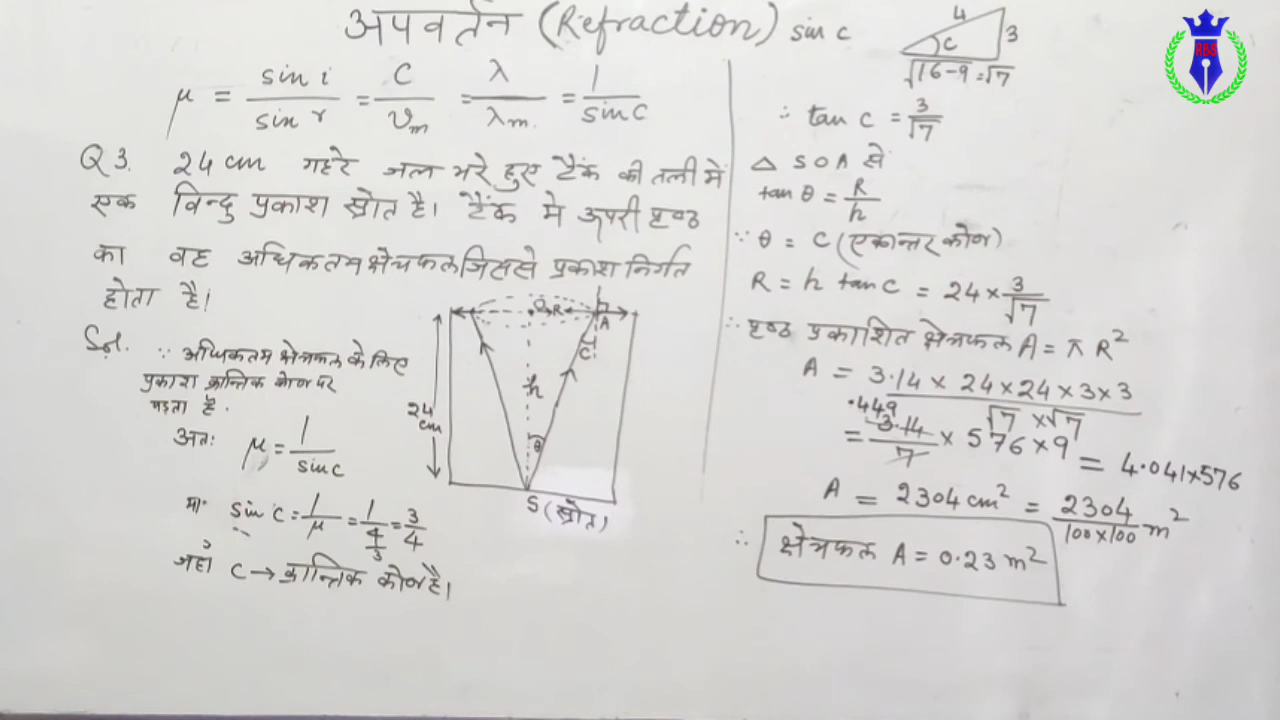 अपवर्तन (Refraction)
μ = sin i / sin r = C / υm = λ / λm. = 1 / sin C
Q 3. 24 cm गहरे जल भरे हुए टैंक की तली में
एक विन्दु प्रकाश स्रोत है। टैंक मे ऊपरी पृष्ठ
का वह अधिकतम क्षेत्रफल जिससे प्रकाश निर्गत
होता है।
Sol. ∵ अधिकतम क्षेत्रफल के लिए
प्रकाश क्रान्तिक कोण पर
पड़ता है.
अतः μ = 1 / sin C
या. sin C = 1/μ = 1/(4/3) = 3/4
जहाँ C → क्रान्तिक कोण है।
O R A
C
h
24 cm
θ
S (स्रोत)
sin C
4 3 C
√16-9 = √7
∴ tan C = 3/√7
△ SOA से
tan θ = R/h
∵ θ = C (एकान्तर कोण)
R = h tan C = 24 × 3/√7
∴ पृष्ठ प्रकाशित क्षेत्रफल A = π R²
A = 3.14 × 24 × 24 × 3 × 3 / √7 × √7
.449
= 3.14/7 × 576 × 9 = 4.041 × 576
A = 2304 cm² = 2304 / 100 × 100 m²
∴ क्षेत्रफल A = 0.23 m²
RBS